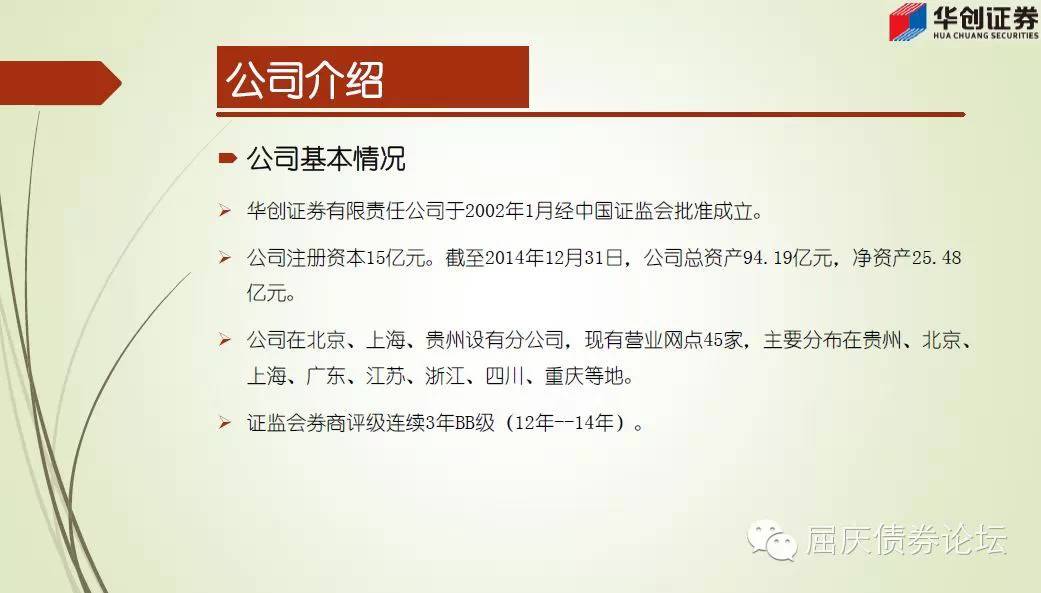 华创证券
HUA CHUANG SECURITIES
公司介绍
公司基本情况
华创证券有限责任公司于2002年1月经中国证监会批准成立。
公司注册资本15亿元。截至2014年12月31日，公司总资产94.19亿元，净资产25.48
亿元。
公司在北京、上海、贵州设有分公司，现有营业网点45家，主要分布在贵州、北京、
上海、广东、江苏、浙江、四川、重庆等地。
证监会券商评级连续3年BB级（12年--14年）。
屈庆债券论坛